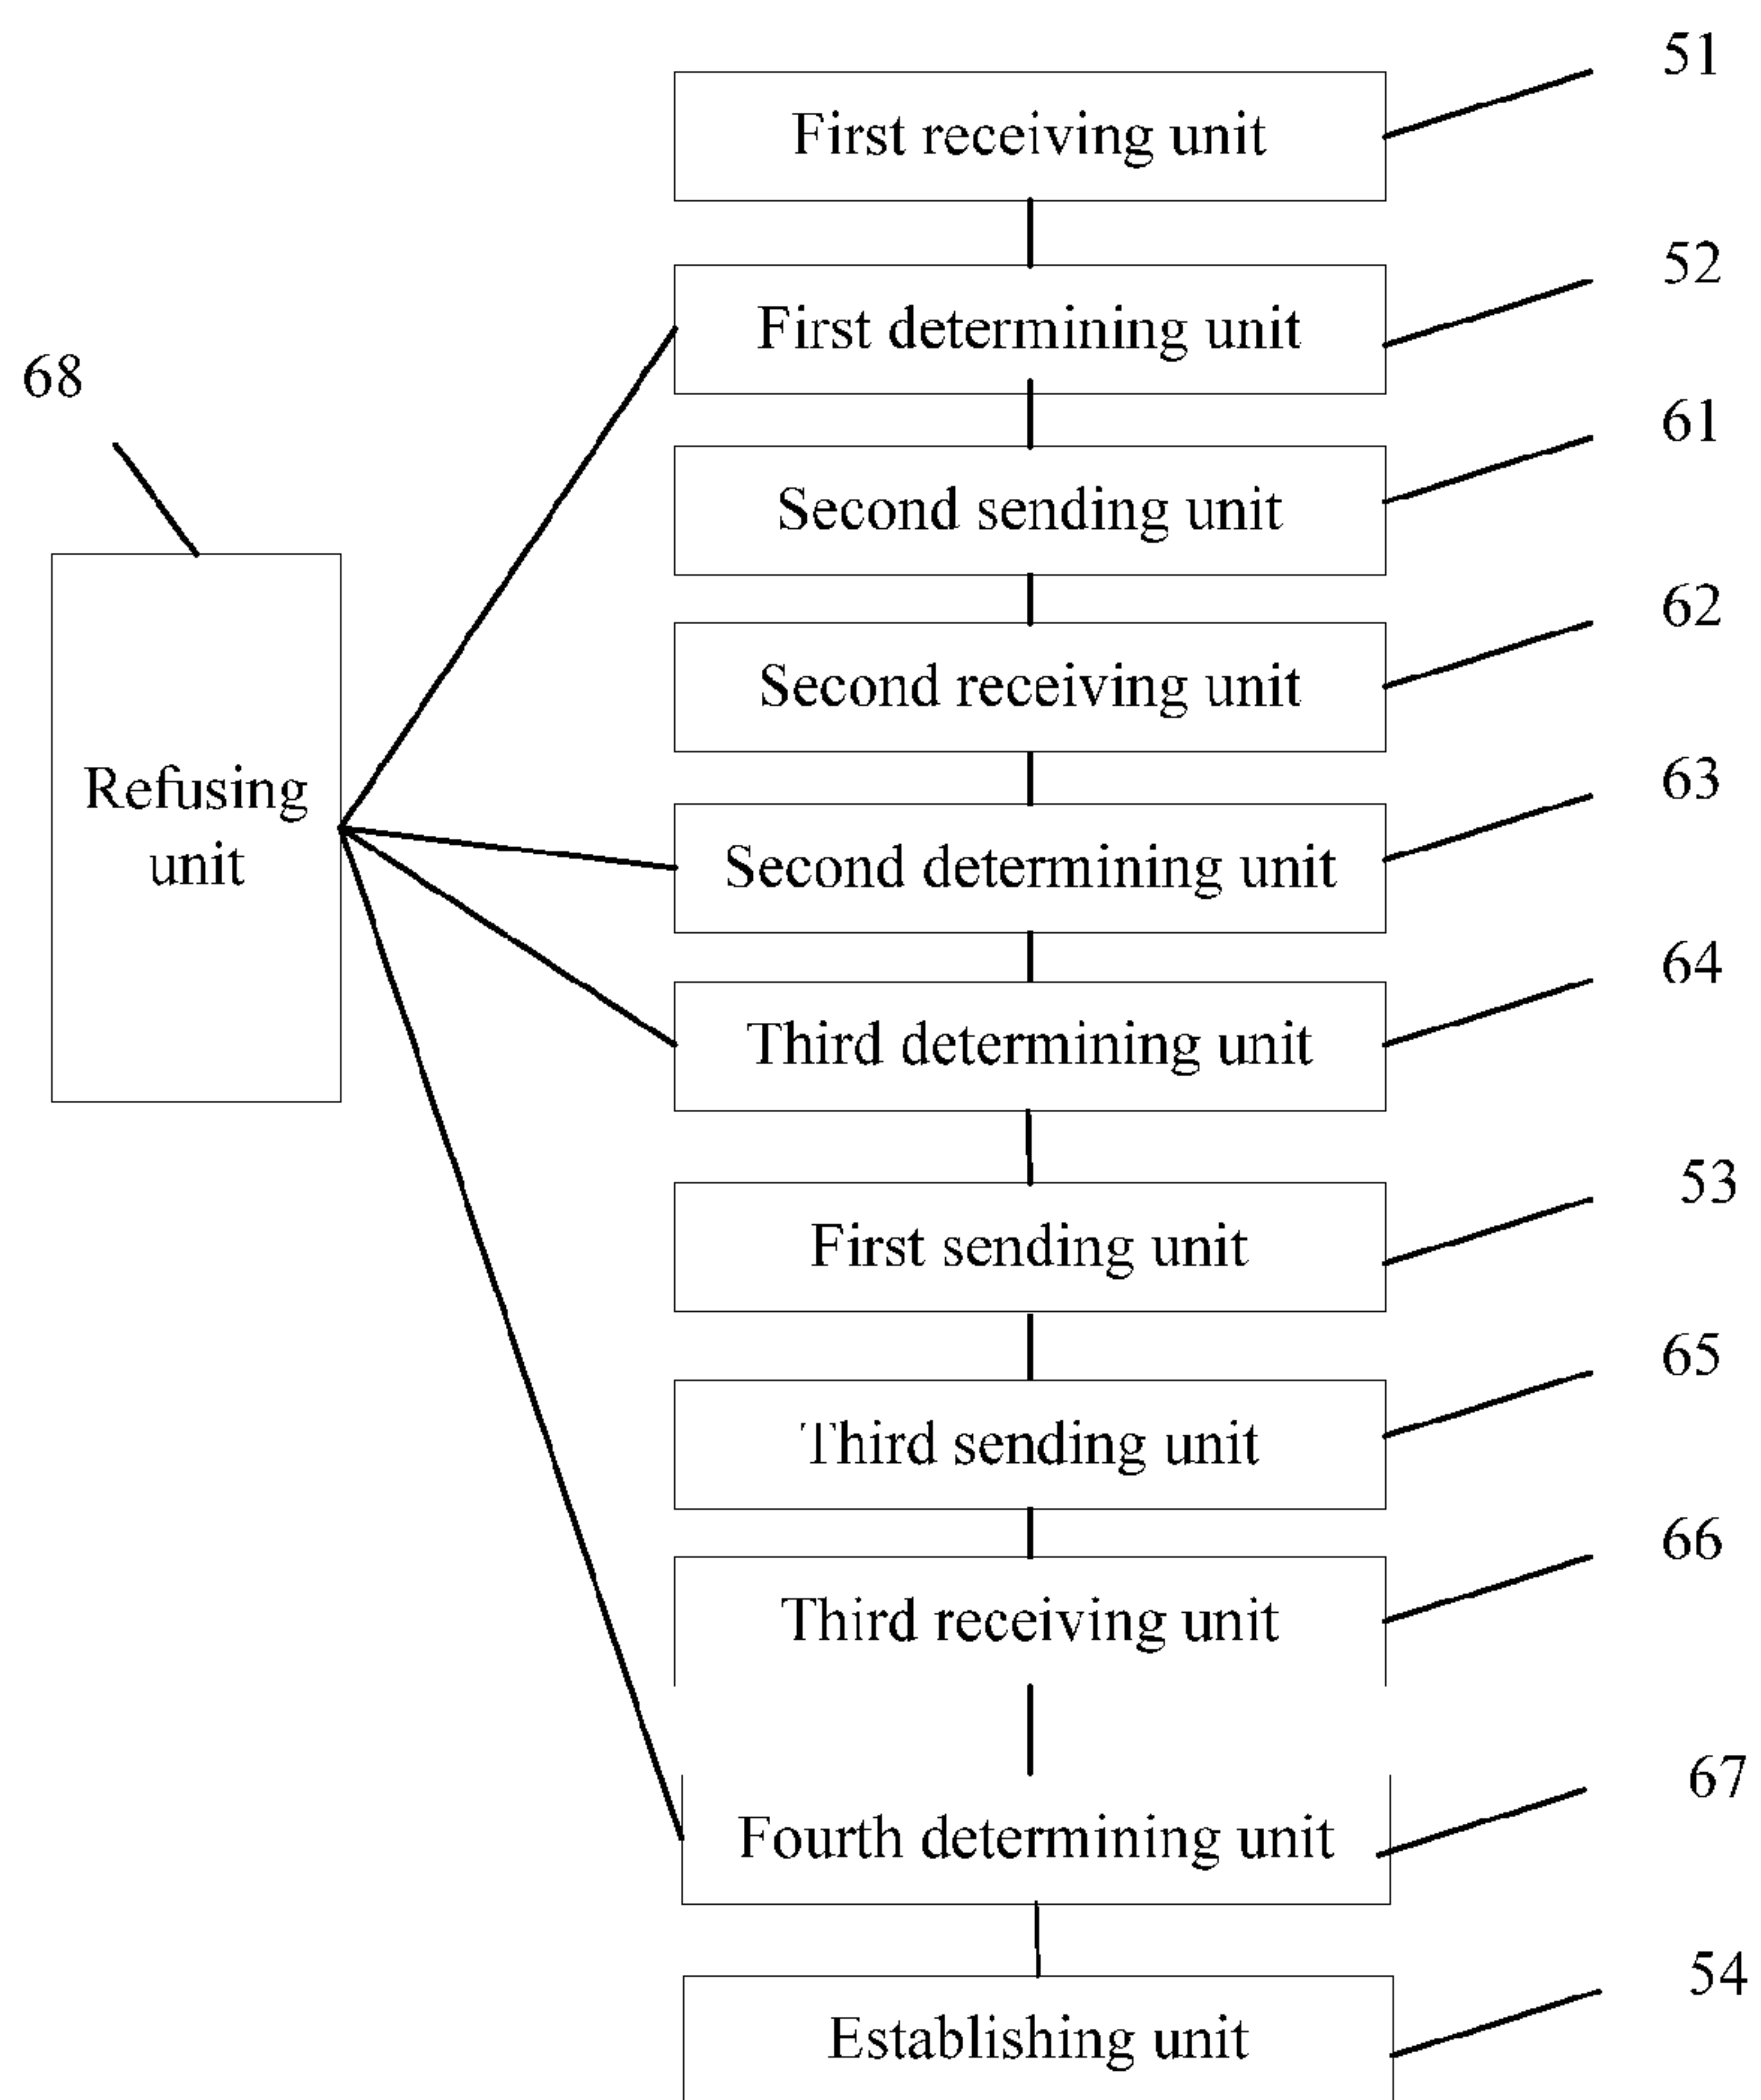 51
First receiving unit
52
First determining unit
68
61
Second sending unit
62
Second receiving unit
63
Refusing
unit
Second determining unit
64
Third determining unit
53
First sending unit
65
Third sending unit
66
Third receiving unit
67
Fourth determining unit
54
Establishing unit